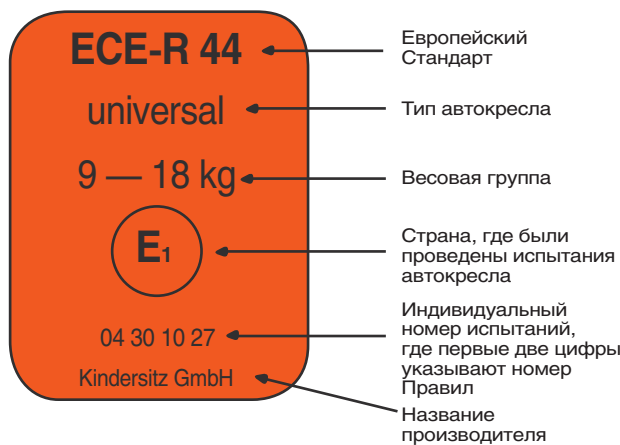 ECE-R 44
Европейский
Стандарт
universal
Тип автокресла
9 — 18 kg
Весовая группа
E1
Страна, где были
проведены испытания
автокресла
04 30 10 27
Индивидуальный
номер испытаний,
где первые две цифры
указывают номер
Правил
Kindersitz GmbH
Название
производителя